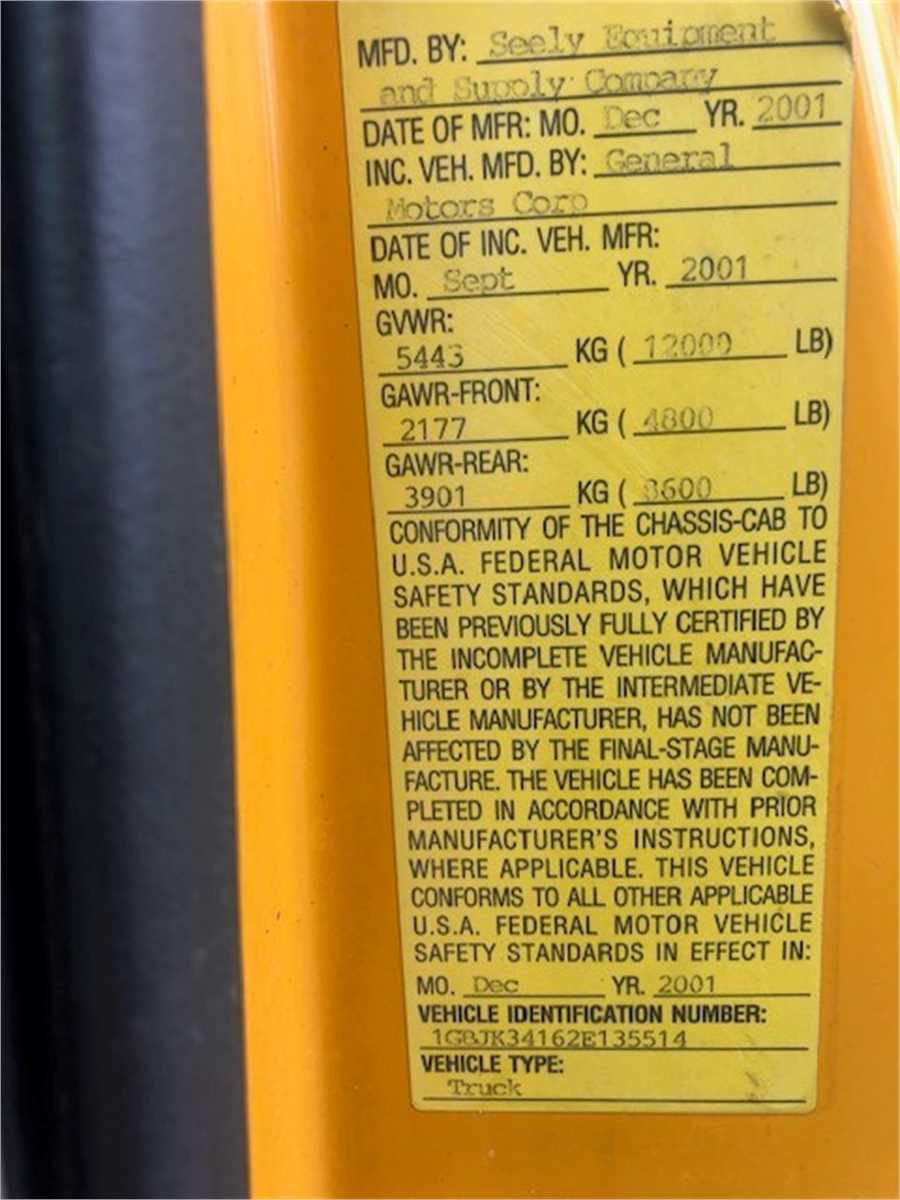 MFD. BY: Seely Equipment
and Supply Company
DATE OF MFR: MO. Dec YR. 2001
INC. VEH. MFD. BY: General
Motors Corp
DATE OF INC. VEH. MFR:
MO. Sept YR. 2001
GVWR:
5443 KG ( 12000 LB)
GAWR-FRONT:
2177 KG ( 4800 LB)
GAWR-REAR:
3901 KG ( 8600 LB)
CONFORMITY OF THE CHASSIS-CAB TO
U.S.A. FEDERAL MOTOR VEHICLE
SAFETY STANDARDS, WHICH HAVE
BEEN PREVIOUSLY FULLY CERTIFIED BY
THE INCOMPLETE VEHICLE MANUFAC-
TURER OR BY THE INTERMEDIATE VE-
HICLE MANUFACTURER, HAS NOT BEEN
AFFECTED BY THE FINAL-STAGE MANU-
FACTURE. THE VEHICLE HAS BEEN COM-
PLETED IN ACCORDANCE WITH PRIOR
MANUFACTURER'S INSTRUCTIONS,
WHERE APPLICABLE. THIS VEHICLE
CONFORMS TO ALL OTHER APPLICABLE
U.S.A. FEDERAL MOTOR VEHICLE
SAFETY STANDARDS IN EFFECT IN:
MO. Dec YR. 2001
VEHICLE IDENTIFICATION NUMBER:
1GBJK34162E135514
VEHICLE TYPE:
Truck